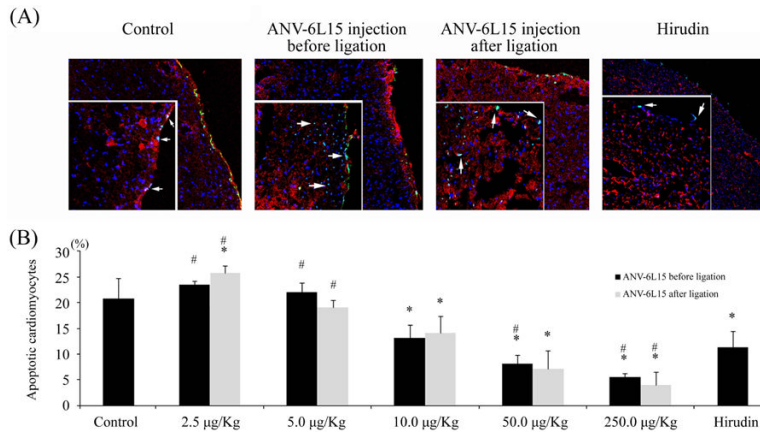 (A)
Control
ANV-6L15 injection
before ligation
ANV-6L15 injection
after ligation
Hirudin
(B)
(%)
Apoptotic cardiomyocytes
30
25
20
15
10
5
0
#
#
*
#
#
*
*
#
*
*
#
*
#
*
*
ANV-6L15 before ligation
ANV-6L15 after ligation
Control
2.5 µg/Kg
5.0 µg/Kg
10.0 µg/Kg
50.0 µg/Kg
250.0 µg/Kg
Hirudin